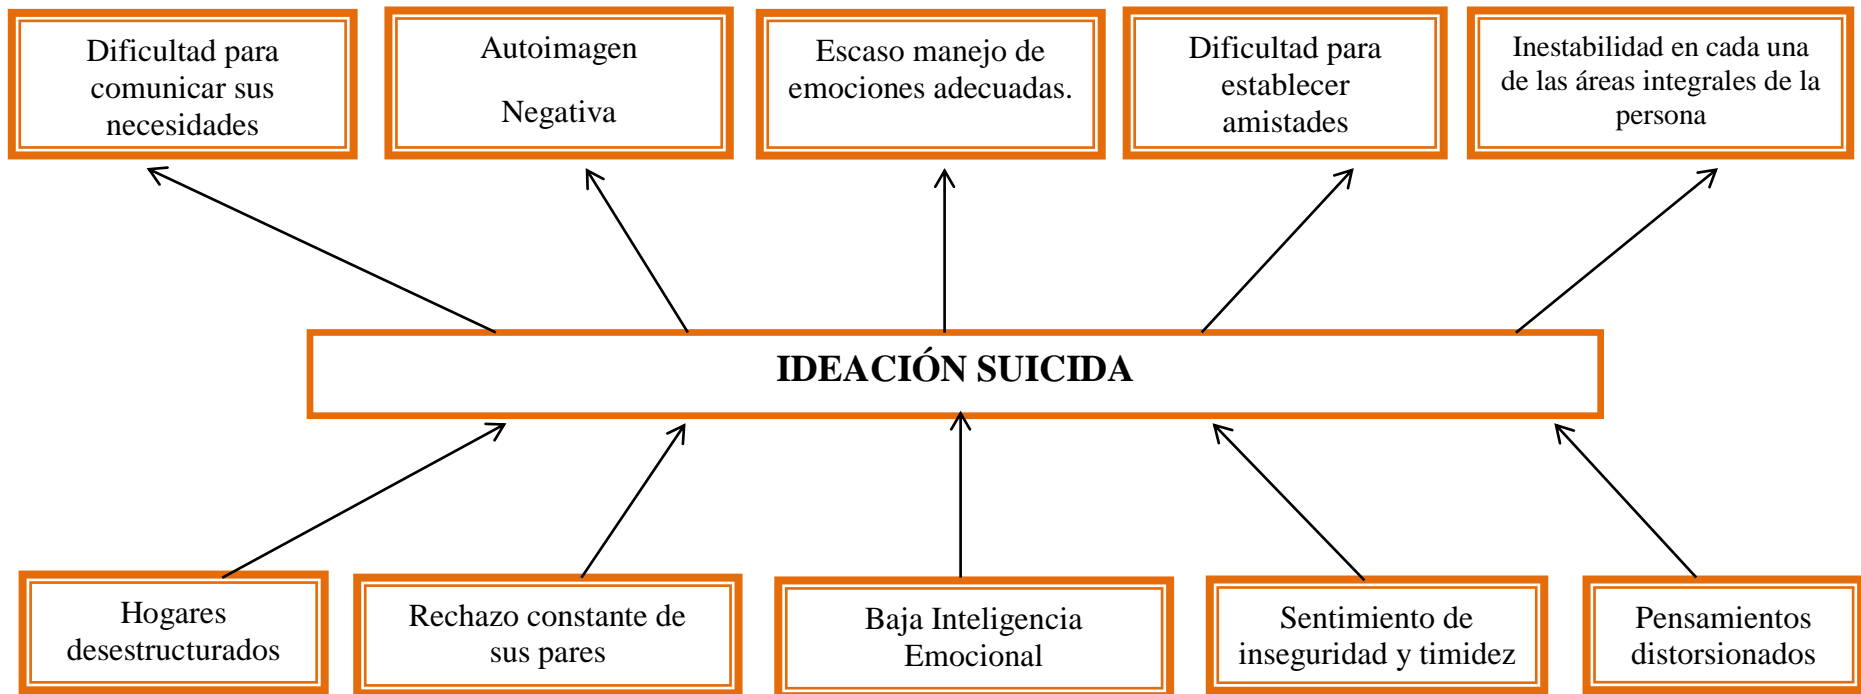 Dificultad para
comunicar sus
necesidades
Autoimagen
Negativa
Escaso manejo de
emociones adecuadas.
Dificultad para
establecer
amistades
Inestabilidad en cada una
de las áreas integrales de la
persona
IDEACIÓN SUICIDA
Hogares
desestructurados
Rechazo constante de
sus pares
Baja Inteligencia
Emocional
Sentimiento de
inseguridad y timidez
Pensamientos
distorsionados